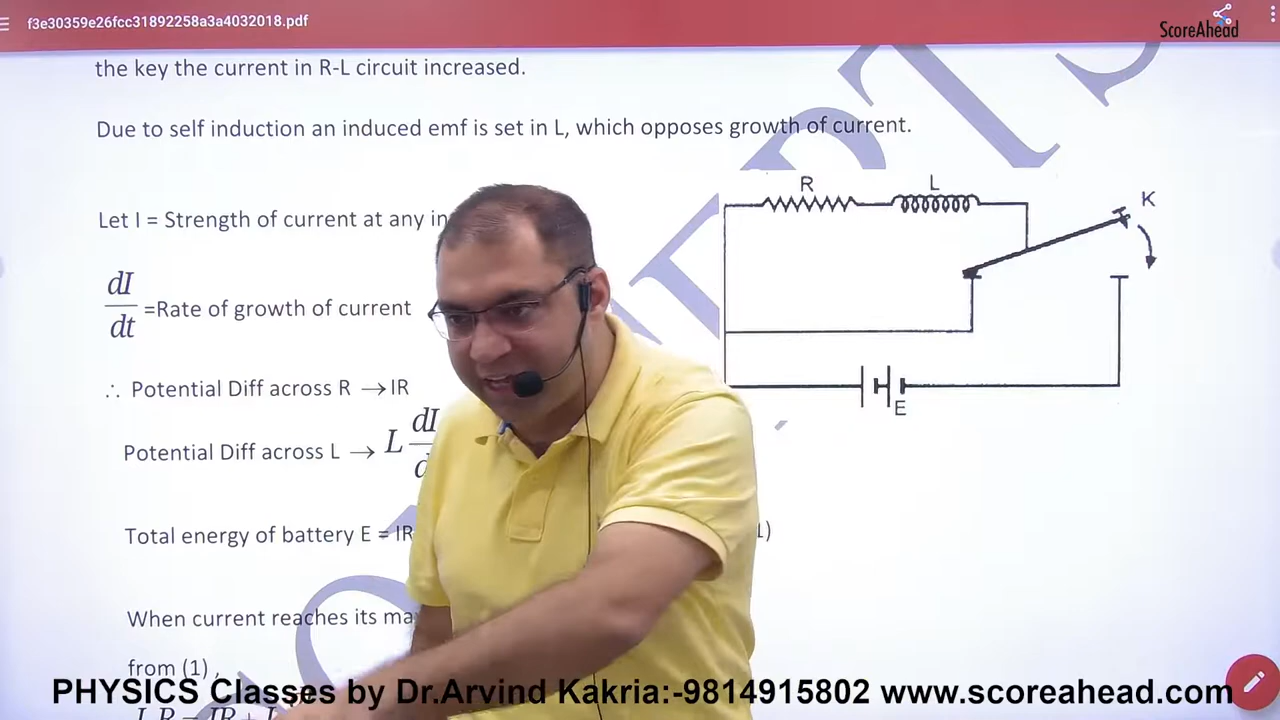 f3e30359e26fcc31892258a3a4032018.pdf
ScoreAhead
the key the current in R-L circuit increased.
Due to self induction an induced emf is set in L, which opposes growth of current.
R L K
Let I = Strength of current at any in
dI
dt
=Rate of growth of current
∴ Potential Diff across R →IR
E
Potential Diff across L → L dI
Total energy of battery E = IR
1)
When current reaches its ma
from (1) ,
PHYSICS Classes by Dr.Arvind Kakria:-9814915802 www.scoreahead.com